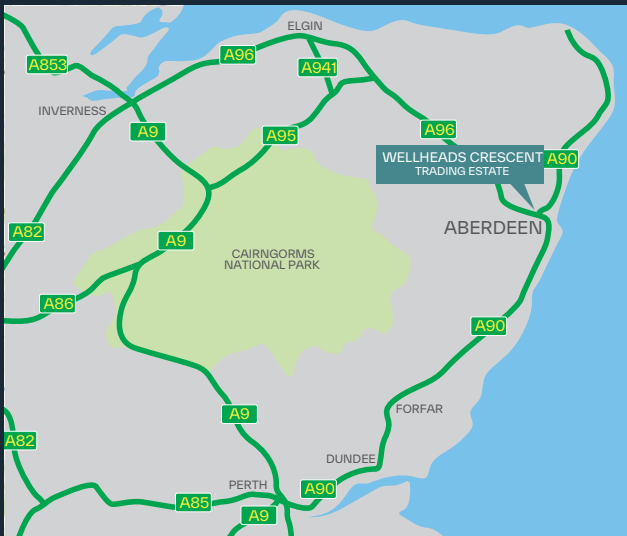 ELGIN
A96
A853
A941
INVERNESS
A9
A95
A96
WELLHEADS CRESCENT
TRADING ESTATE
A90
A82
A9
ABERDEEN
CAIRNGORMS
NATIONAL PARK
A86
A90
A9
FORFAR
A82
DUNDEE
PERTH
A90
A85
A9